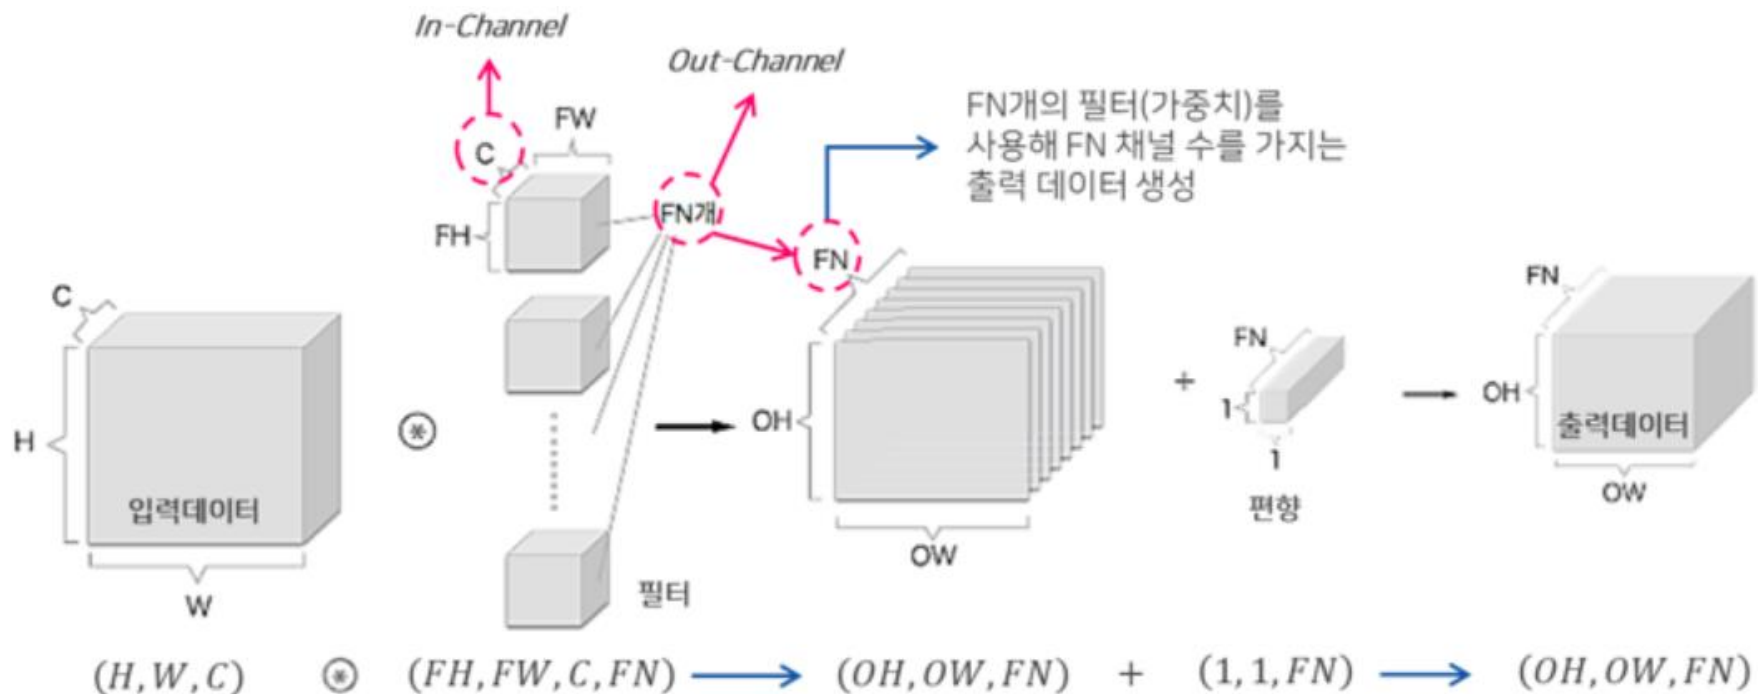 In-Channel
Out-Channel
C
FW
FH
FN개
FN개의 필터(가중치)를
사용해 FN 채널 수를 가지는
출력 데이터 생성
FN
C
H
W
입력데이터
⊛
필터
OH
OW
+
FN
1
1
편향
FN
OH
출력데이터
OW
(H, W, C) ⊛ (FH, FW, C, FN) → (OH, OW, FN) + (1, 1, FN) → (OH, OW, FN)